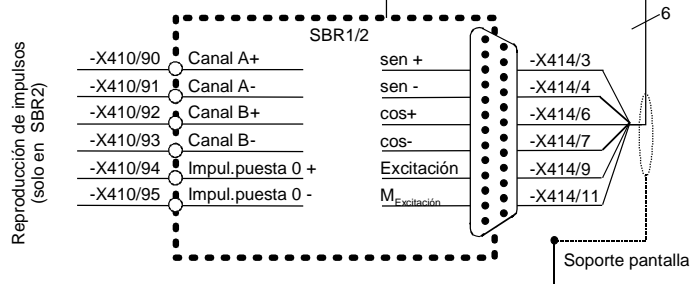 6
SBR1/2
Reproducción de impulsos
(solo en SBR2)
-X410/90 Canal A+
-X410/91 Canal A-
-X410/92 Canal B+
-X410/93 Canal B-
-X410/94 Impul.puesta 0 +
-X410/95 Impul.puesta 0 -
sen + -X414/3
sen - -X414/4
cos+ -X414/6
cos- -X414/7
Excitación -X414/9
MExcitación -X414/11
Soporte pantalla